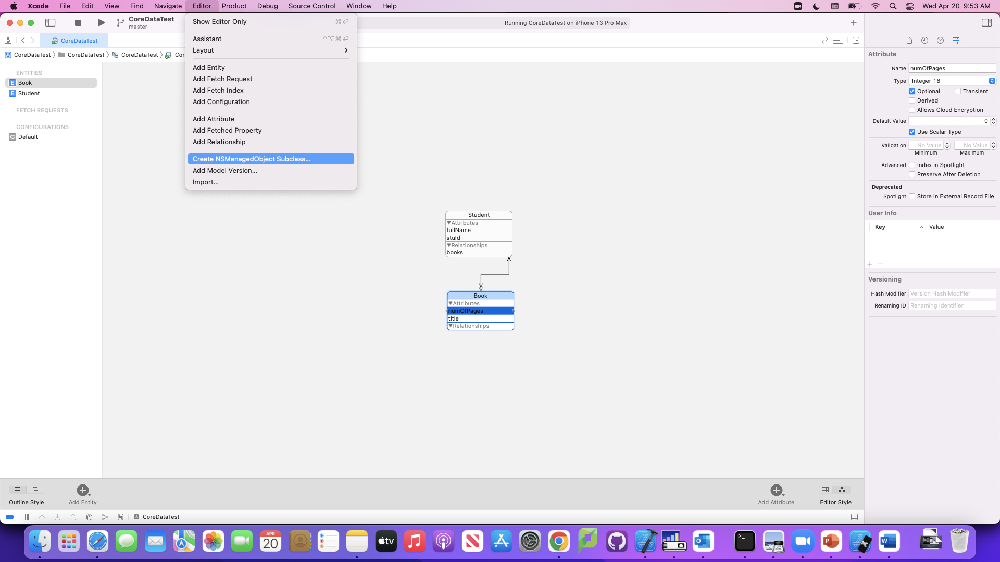 Xcode File Edit View Find Navigate Editor Product Debug Source Control Window Help Wed Apr 20 9:53 AM
CoreDataTest
master
Running CoreDataTest on iPhone 13 Pro Max
CoreDataTest
CoreDataTest CoreDataTest CoreDataTest Cor
Show Editor Only ⌘↩
Assistant ^⌥⌘↩
Layout
Add Entity
Add Fetch Request
Add Fetch Index
Add Configuration
Add Attribute
Add Fetched Property
Add Relationship
Create NSManagedObject Subclass...
Add Model Version...
Import...
ENTITIES
E Book
E Student
FETCH REQUESTS
CONFIGURATIONS
C Default
Student
Attributes
fullName
stuId
Relationships
books
Book
Attributes
numOfPages
title
Relationships
Attribute
Name numOfPages
Type Integer 16
Optional Transient
Derived
Allows Cloud Encryption
Default Value 0
Use Scalar Type
Validation No Value No Value
Minimum Maximum
Advanced Index in Spotlight
Preserve After Deletion
Deprecated
Spotlight Store in External Record File
User Info
Key Value
Versioning
Hash Modifier Version Hash Modifier
Renaming ID Renaming Identifier
Outline Style Add Entity Add Attribute Editor Style
CoreDataTest
APR
20
tv
P
W